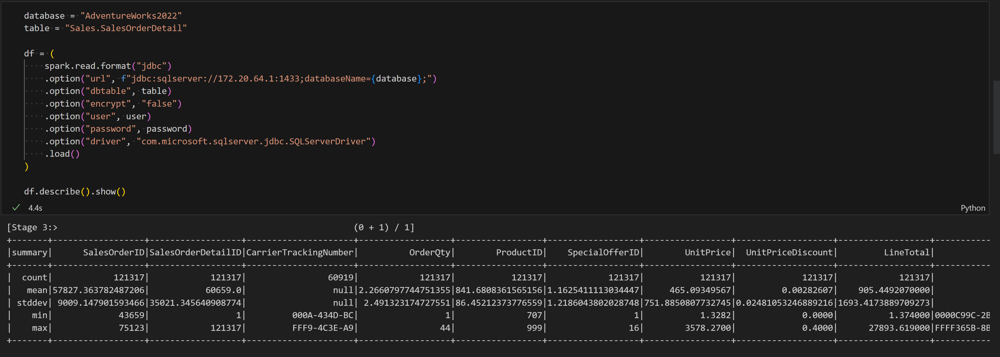 database = "AdventureWorks2022"
table = "Sales.SalesOrderDetail"
df = (
    spark.read.format("jdbc")
    .option("url", f"jdbc:sqlserver://172.20.64.1:1433;databaseName={database};")
    .option("dbtable", table)
    .option("encrypt", "false")
    .option("user", user)
    .option("password", password)
    .option("driver", "com.microsoft.sqlserver.jdbc.SQLServerDriver")
    .load()
)
df.describe().show()
✓ 4.4s Python
[Stage 3:> (0 + 1) / 1]
+-------+------------------+------------------+---------------------+------------------+-----------------+------------------+-----------------+-------------------+------------------+-----------
|summary|      SalesOrderID|SalesOrderDetailID|CarrierTrackingNumber|          OrderQty|        ProductID|    SpecialOfferID|        UnitPrice|  UnitPriceDiscount|         LineTotal|
+-------+------------------+------------------+---------------------+------------------+-----------------+------------------+-----------------+-------------------+------------------+-----------
|  count|            121317|            121317|                60919|            121317|           121317|            121317|           121317|             121317|            121317|
|   mean|57827.363782487206|           60659.0|                 null|2.2660797744751355|841.6808361565156|1.1625411113034447|     465.09349567|         0.00282607|    905.4492070000|
| stddev| 9009.147901593466|35021.345640908774|                 null| 2.491323174727551|86.45212373776559|1.2186043802028748|751.8850807732745|0.02481053246889216|1693.4173889709273|
|    min|             43659|                 1|         000A-434D-BC|                 1|              707|                 1|           1.3282|             0.0000|          1.374000|0000C99C-2B
|    max|             75123|            121317|         FFF9-4C3E-A9|                44|              999|                16|        3578.2700|             0.4000|      27893.619000|FFFF365B-8B
+-------+------------------+------------------+---------------------+------------------+-----------------+------------------+-----------------+-------------------+------------------+-----------